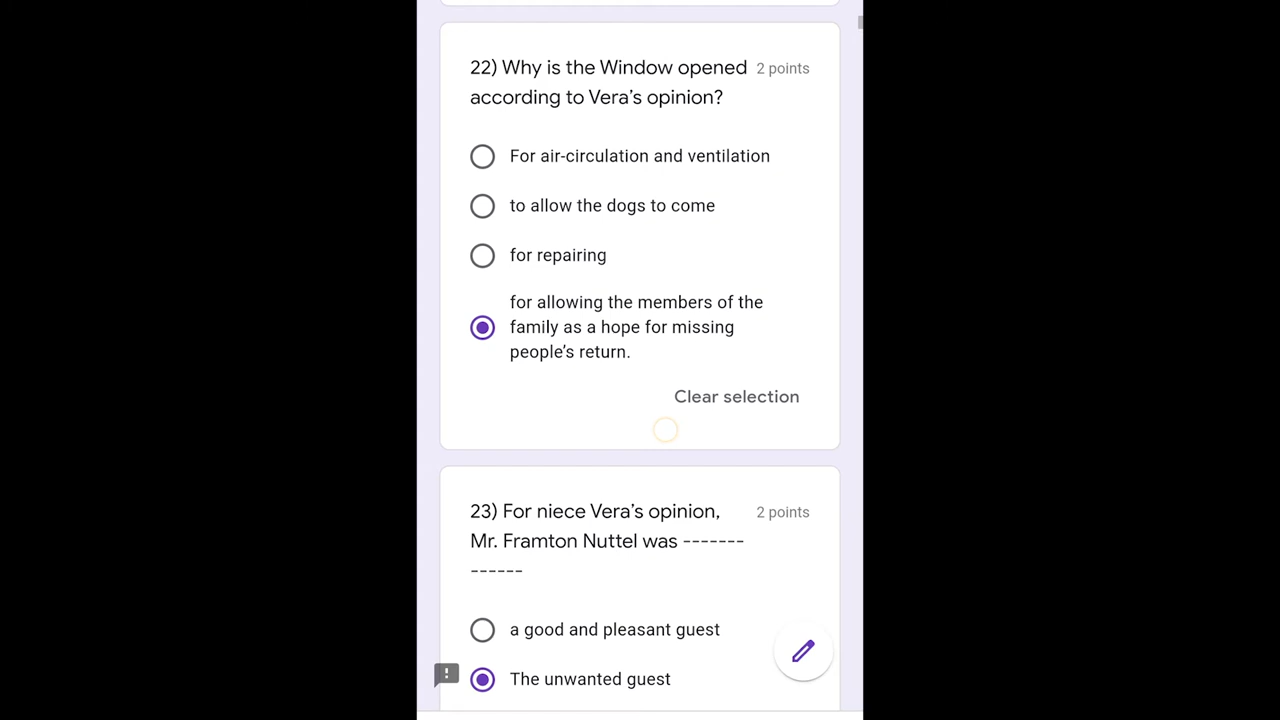 22) Why is the Window opened 2 points
according to Vera’s opinion?
For air-circulation and ventilation
to allow the dogs to come
for repairing
for allowing the members of the
family as a hope for missing
people’s return.
Clear selection
23) For niece Vera’s opinion, 2 points
Mr. Framton Nuttel was -------
------
a good and pleasant guest
The unwanted guest